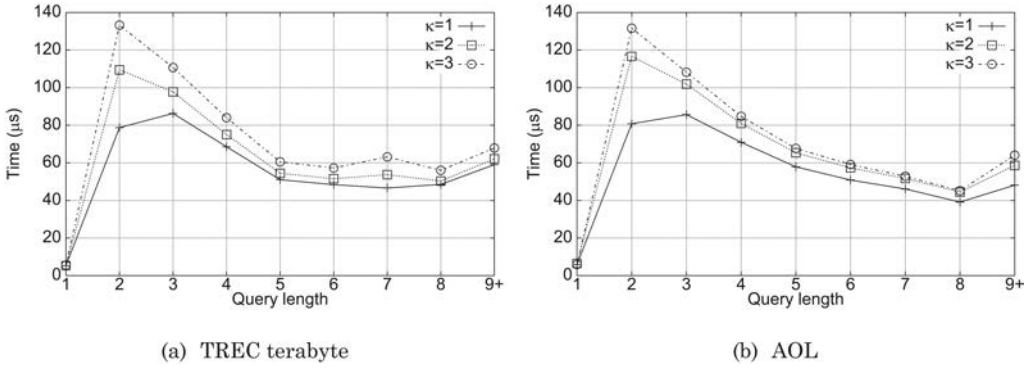 140
120
100
80
60
40
20
0
Time (μs)
κ=1
κ=2
κ=3
1 2 3 4 5 6 7 8 9+
Query length
(a) TREC terabyte
140
120
100
80
60
40
20
0
Time (μs)
κ=1
κ=2
κ=3
1 2 3 4 5 6 7 8 9+
Query length
(b) AOL